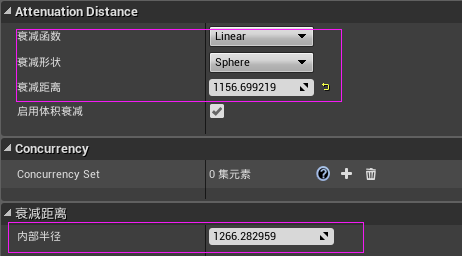 Attenuation Distance
衰减函数 Linear
衰减形状 Sphere
衰减距离 1156.699219
启用体积衰减
Concurrency
Concurrency Set 0 集元素
衰减距离
内部半径 1266.282959